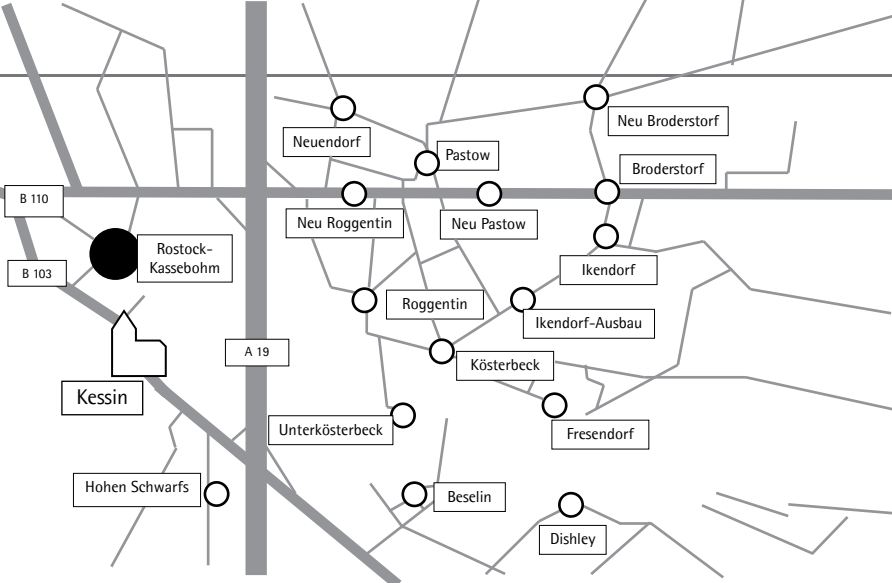 Neu Broderstorf
Neuendorf
Pastow
Broderstorf
B 110
Neu Roggentin
Neu Pastow
Rostock-
Kassebohm
B 103
Ikendorf
Roggentin
Ikendorf-Ausbau
A 19
Kösterbeck
Kessin
Unterkösterbeck
Fresendorf
Hohen Schwarfs
Beselin
Dishley